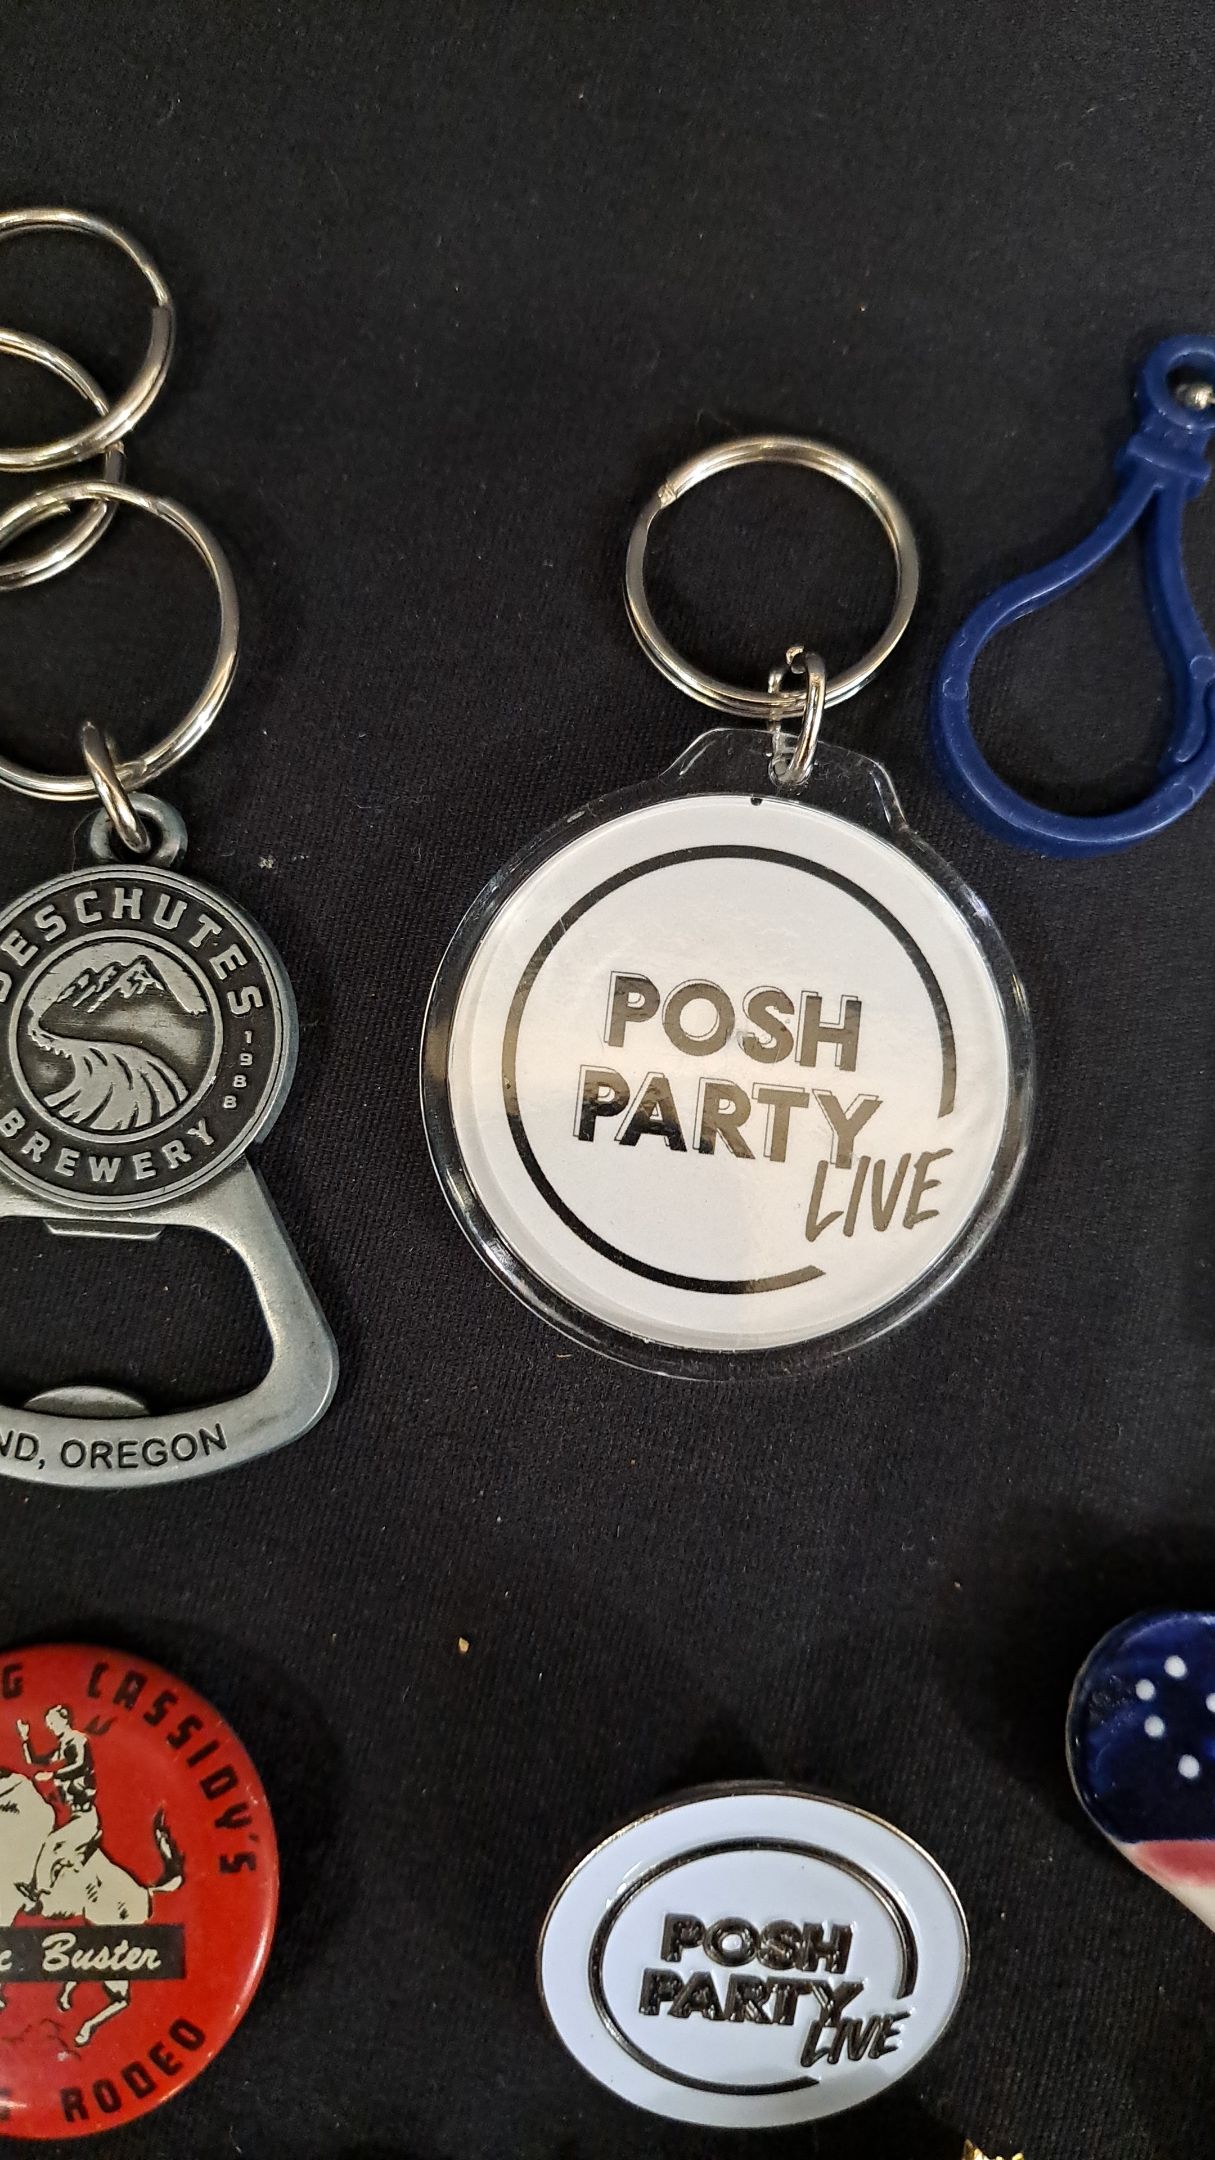 DESCHUTES
1988
BREWERY
ND, OREGON
POSH
PARTY
LIVE
G CASSIDY'S
c Buster
RODEO
POSH
PARTY
LIVE